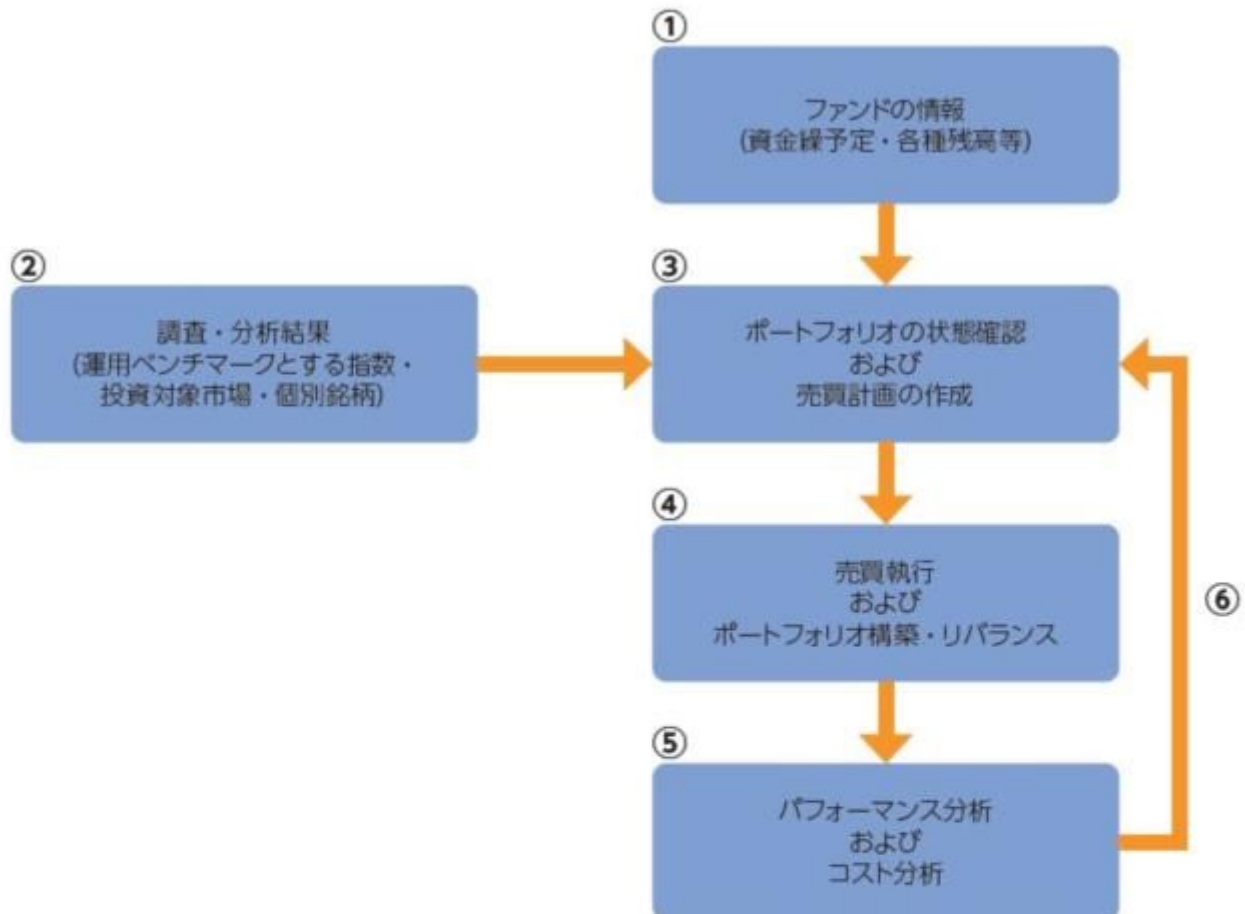 ①
ファンドの情報
(資金繰予定・各種残高等)
②
調査・分析結果
(運用ベンチマークとする指数・
投資対象市場・個別銘柄)
③
ポートフォリオの状態確認
および
売買計画の作成
④
売買執行
および
ポートフォリオ構築・リバランス
⑤
パフォーマンス分析
および
コスト分析
⑥